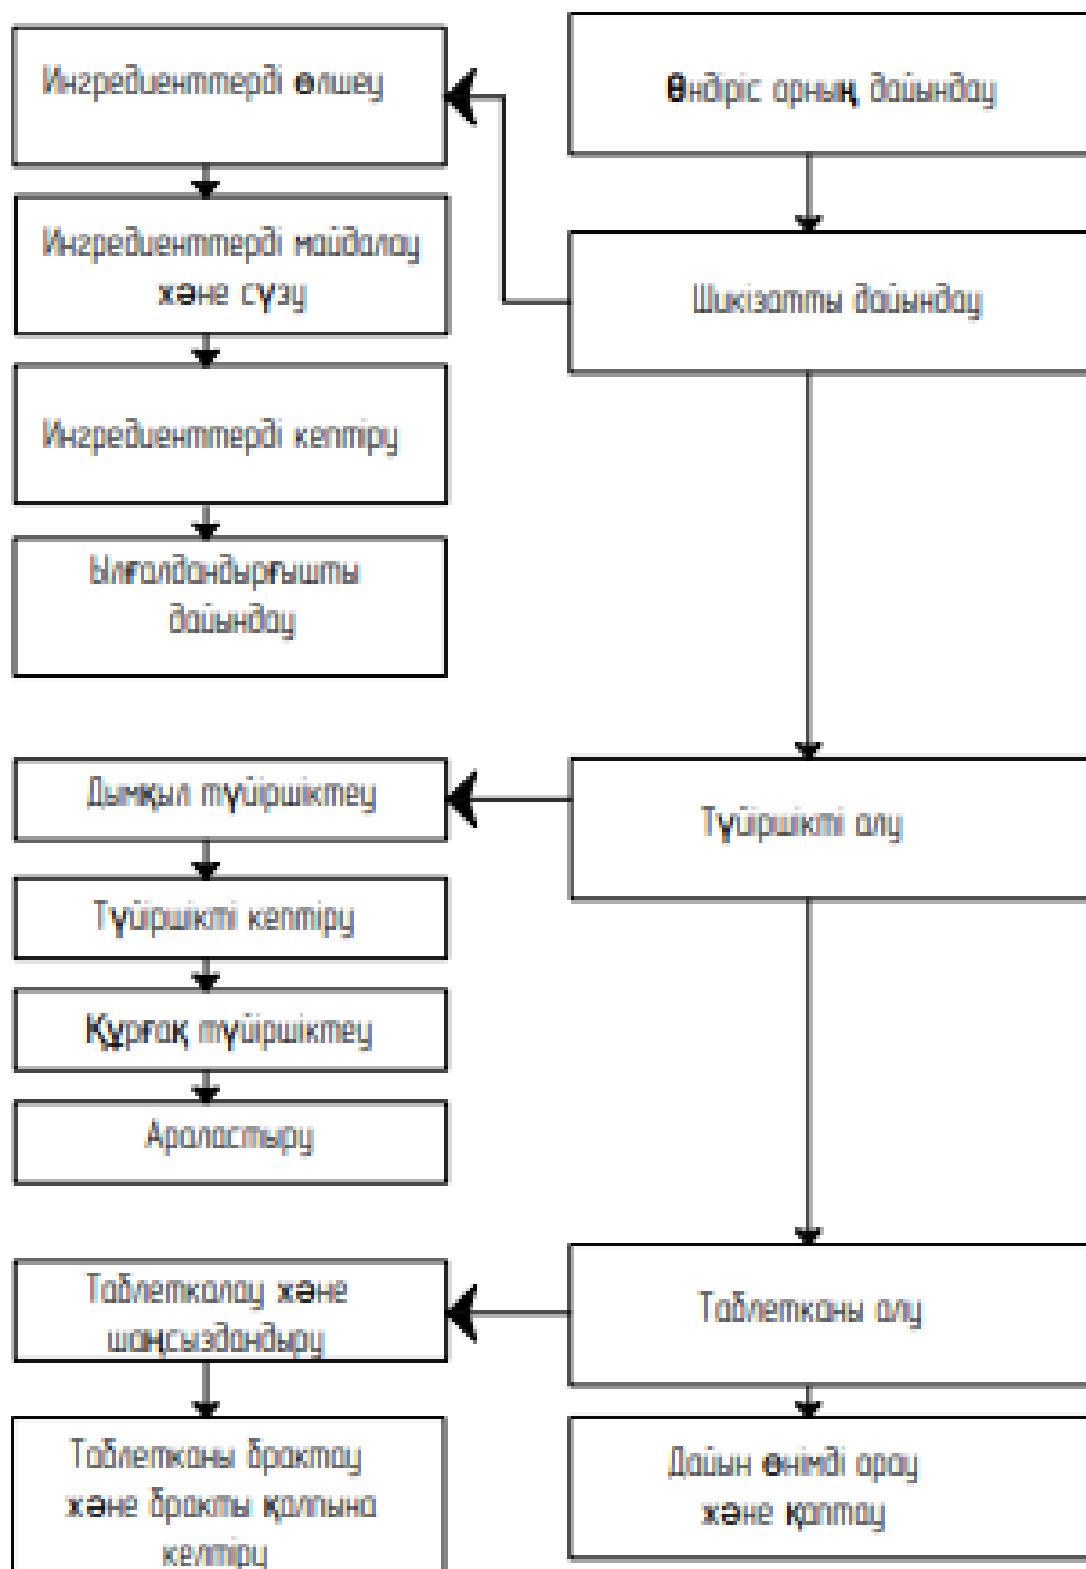 Өндіріс орның дайындау
Шикізатты дайындау
Ингредиенттерді өлшеу
Ингредиенттерді майдалау
және сүзу
Ингредиенттерді кептіру
Ылғалдандырғышты
дайындау
Түйіршікті алу
Дымқыл түйіршіктеу
Түйіршікті кептіру
Құрғақ түйіршіктеу
Араластыру
Таблетканы алу
Таблеткалау және
шаңсыздандыру
Таблетканы брактау
және бракты қалпына
келтіру
Дайын өнімді орау
және қаптау